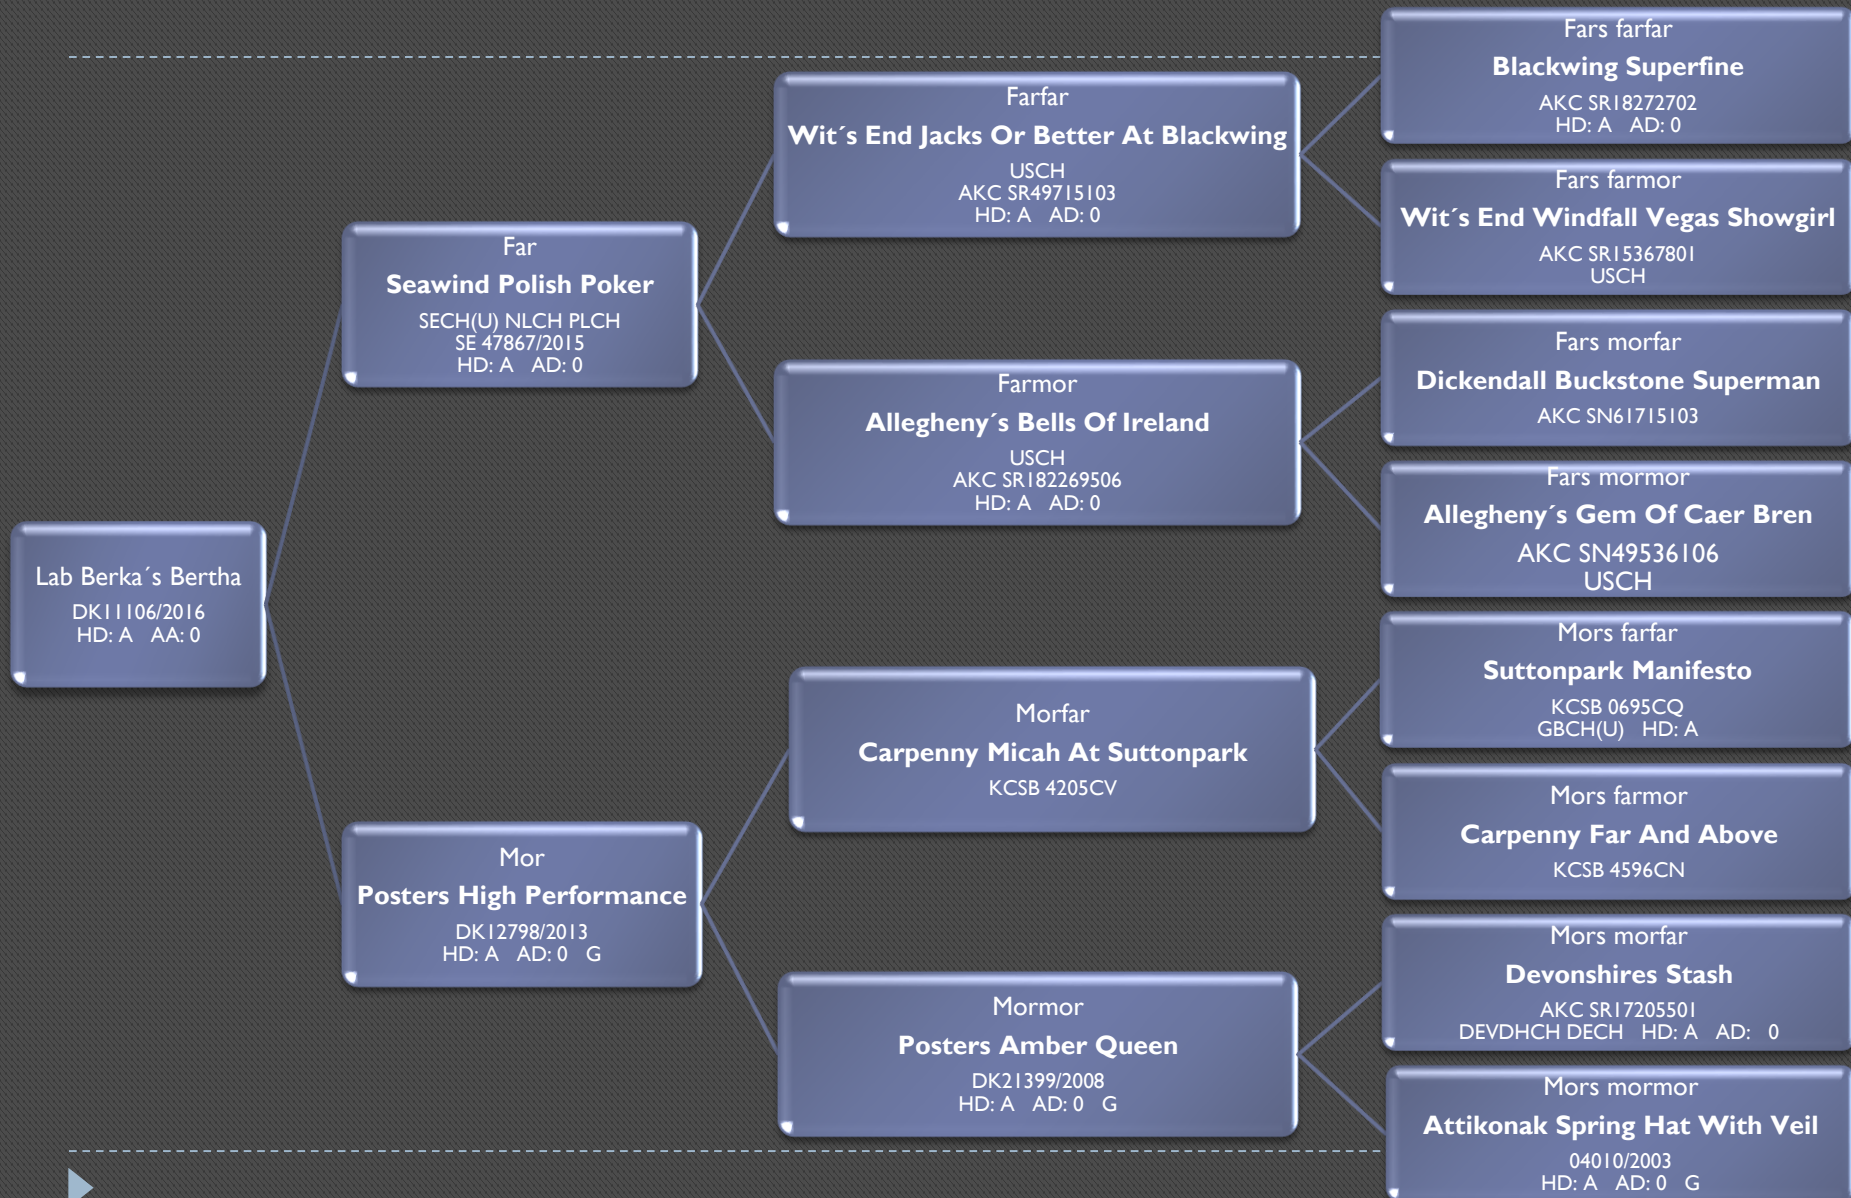 Lab Berka´s Bertha
DK11106/2016
HD: A AA: 0
Far
Seawind Polish Poker
SECH(U) NLCH PLCH
SE 47867/2015
HD: A AD: 0
Mor
Posters High Performance
DK12798/2013
HD: A AD: 0 G
Farfar
Wit´s End Jacks Or Better At Blackwing
USCH
AKC SR49715103
HD: A AD: 0
Farmor
Allegheny´s Bells Of Ireland
USCH
AKC SR182269506
HD: A AD: 0
Morfar
Carpenny Micah At Suttonpark
KCSB 4205CV
Mormor
Posters Amber Queen
DK21399/2008
HD: A AD: 0 G
Fars farfar
Blackwing Superfine
AKC SR18272702
HD: A AD: 0
Fars farmor
Wit´s End Windfall Vegas Showgirl
AKC SR15367801
USCH
Fars morfar
Dickendall Buckstone Superman
AKC SN61715103
Fars mormor
Allegheny´s Gem Of Caer Bren
AKC SN49536106
USCH
Mors farfar
Suttonpark Manifesto
KCSB 0695CQ
GBCH(U) HD: A
Mors farmor
Carpenny Far And Above
KCSB 4596CN
Mors morfar
Devonshires Stash
AKC SR17205501
DEVDHCH DECH HD: A AD: 0
Mors mormor
Attikonak Spring Hat With Veil
04010/2003
HD: A AD: 0 G